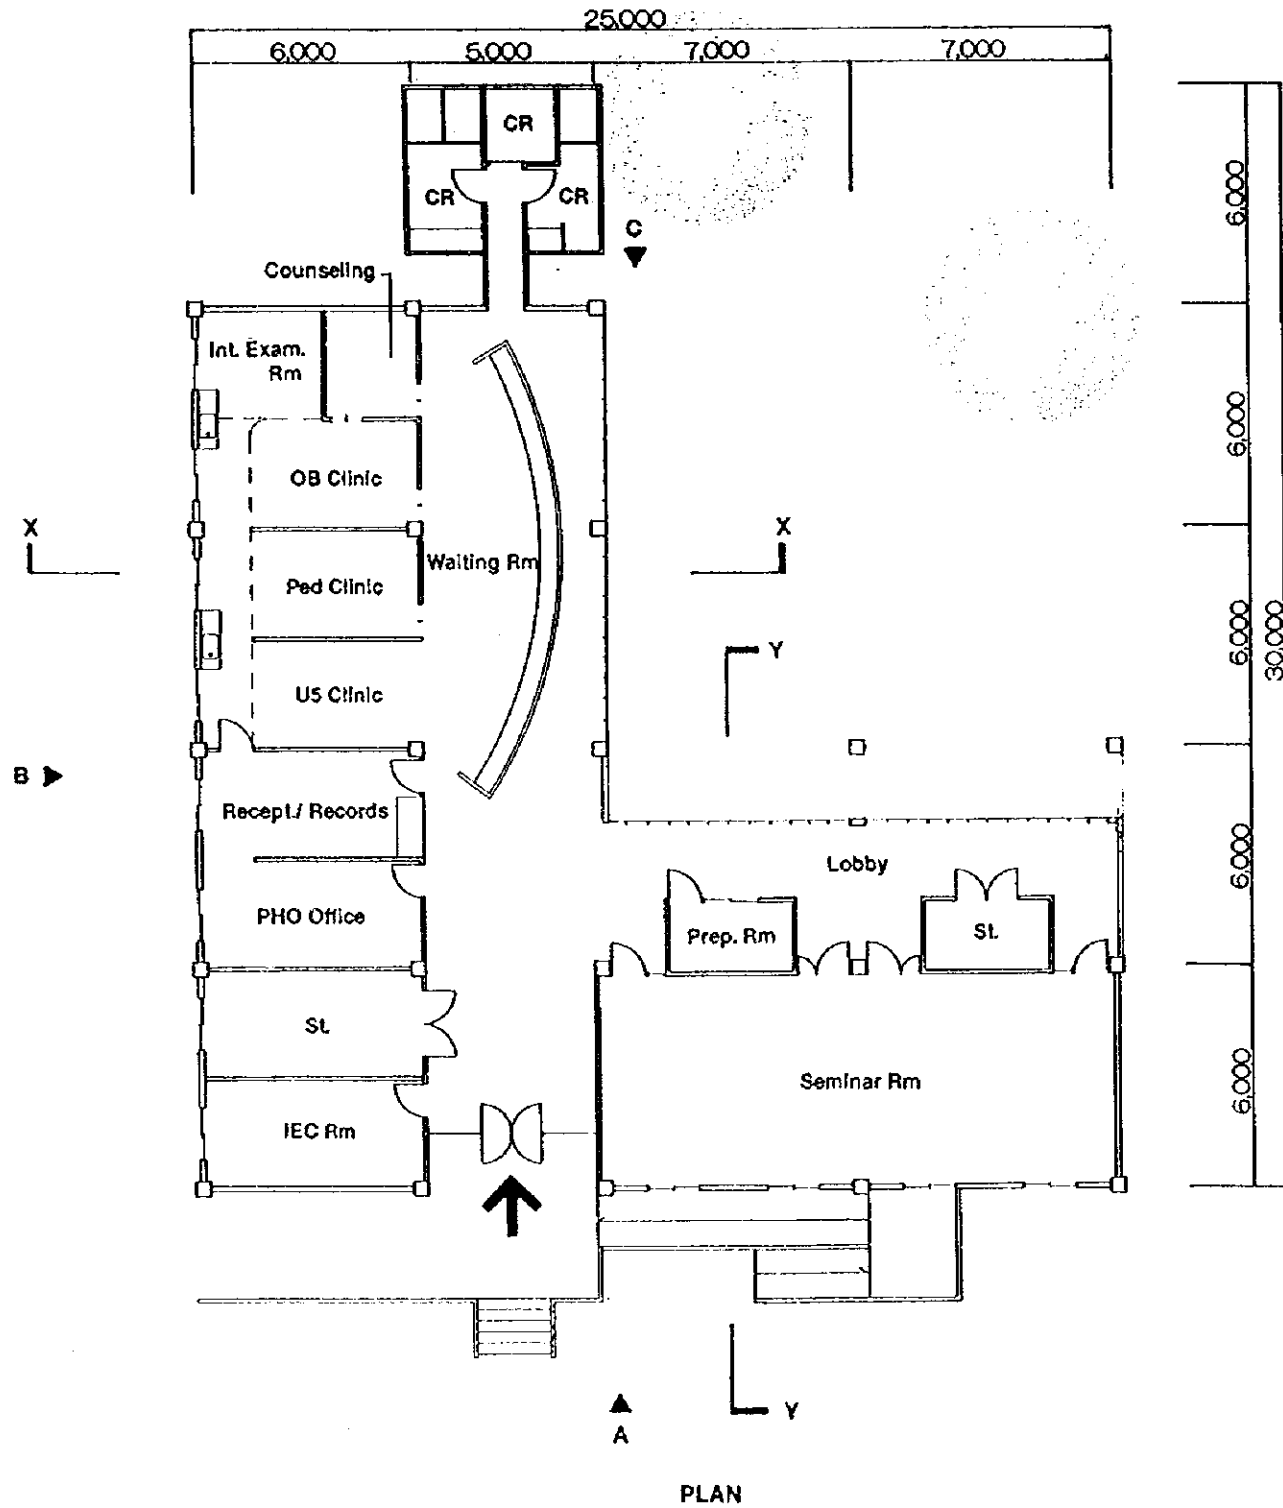 25,000
6,000 5,000 7,000 7,000
CR
CR CR
C
6,000
Counseling
Int. Exam.
Rm
6,000
OB Clinic
X X
Waiting Rm
Ped Clinic
6,000
30,000
Y
U5 Clinic
B
Recept./ Records
6,000
Lobby
PHO Office
Prep. Rm
St.
St.
Seminar Rm
6,000
IEC Rm
Y
A
PLAN